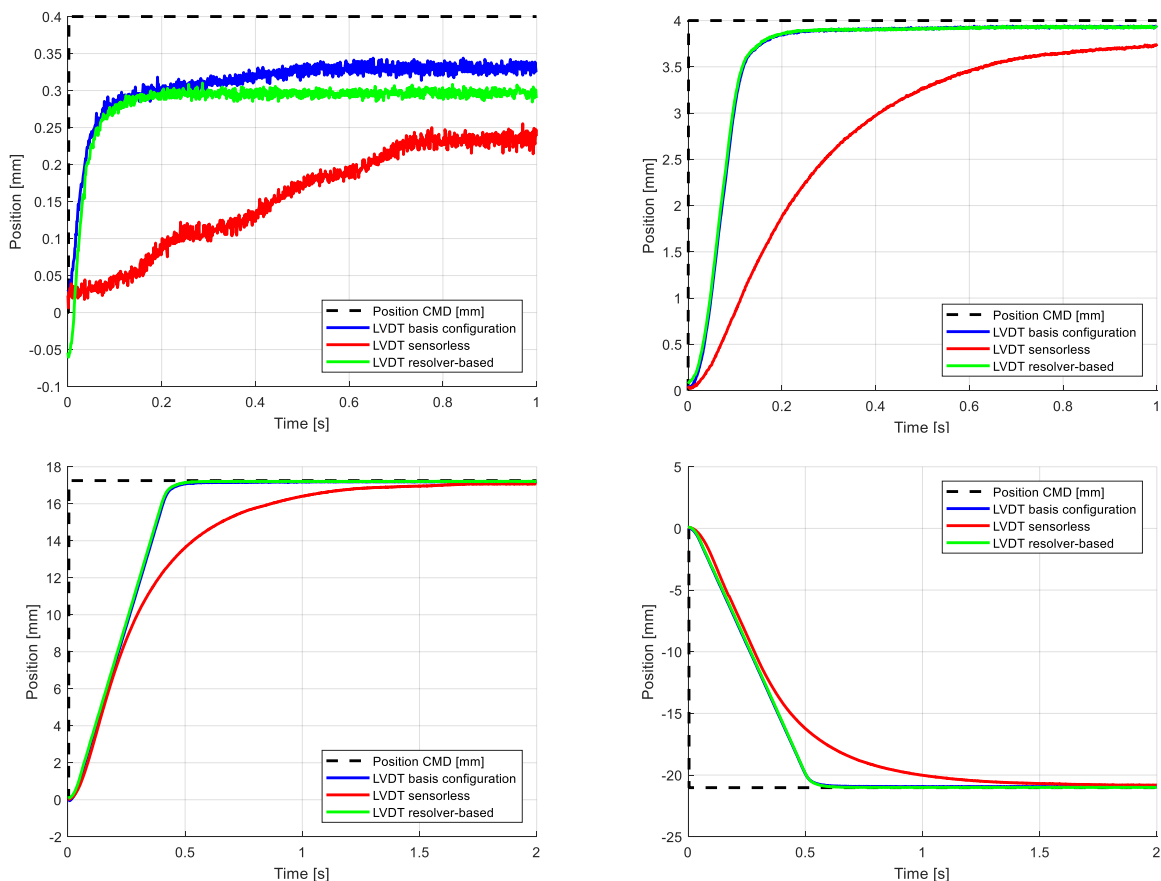 0.4
0.35
0.3
0.25
0.2
0.15
0.1
0.05
0
-0.05
-0.1
Position [mm]
Position CMD [mm]
LVDT basis configuration
LVDT sensorless
LVDT resolver-based
0 0.2 0.4 0.6 0.8 1
Time [s]
4
3.5
3
2.5
2
1.5
1
0.5
0
Position [mm]
Position CMD [mm]
LVDT basis configuration
LVDT sensorless
LVDT resolver-based
0 0.2 0.4 0.6 0.8 1
Time [s]
18
16
14
12
10
8
6
4
2
0
-2
Position [mm]
Position CMD [mm]
LVDT basis configuration
LVDT sensorless
LVDT resolver-based
0 0.5 1 1.5 2
Time [s]
5
0
-5
-10
-15
-20
-25
Position [mm]
Position CMD [mm]
LVDT basis configuration
LVDT sensorless
LVDT resolver-based
0 0.5 1 1.5 2
Time [s]